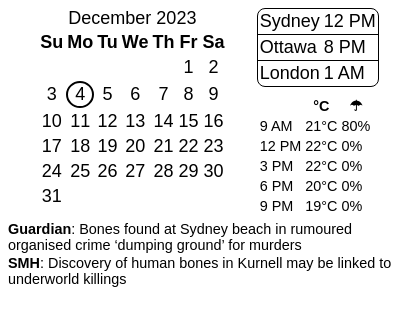 December 2023
Su Mo Tu We Th Fr Sa
1 2
3 4 5 6 7 8 9
10 11 12 13 14 15 16
17 18 19 20 21 22 23
24 25 26 27 28 29 30
31
Sydney 12 PM
Ottawa 8 PM
London 1 AM
°C ☂
9 AM 21°C 80%
12 PM 22°C 0%
3 PM 22°C 0%
6 PM 20°C 0%
9 PM 19°C 0%
Guardian: Bones found at Sydney beach in rumoured
organised crime ‘dumping ground’ for murders
SMH: Discovery of human bones in Kurnell may be linked to
underworld killings